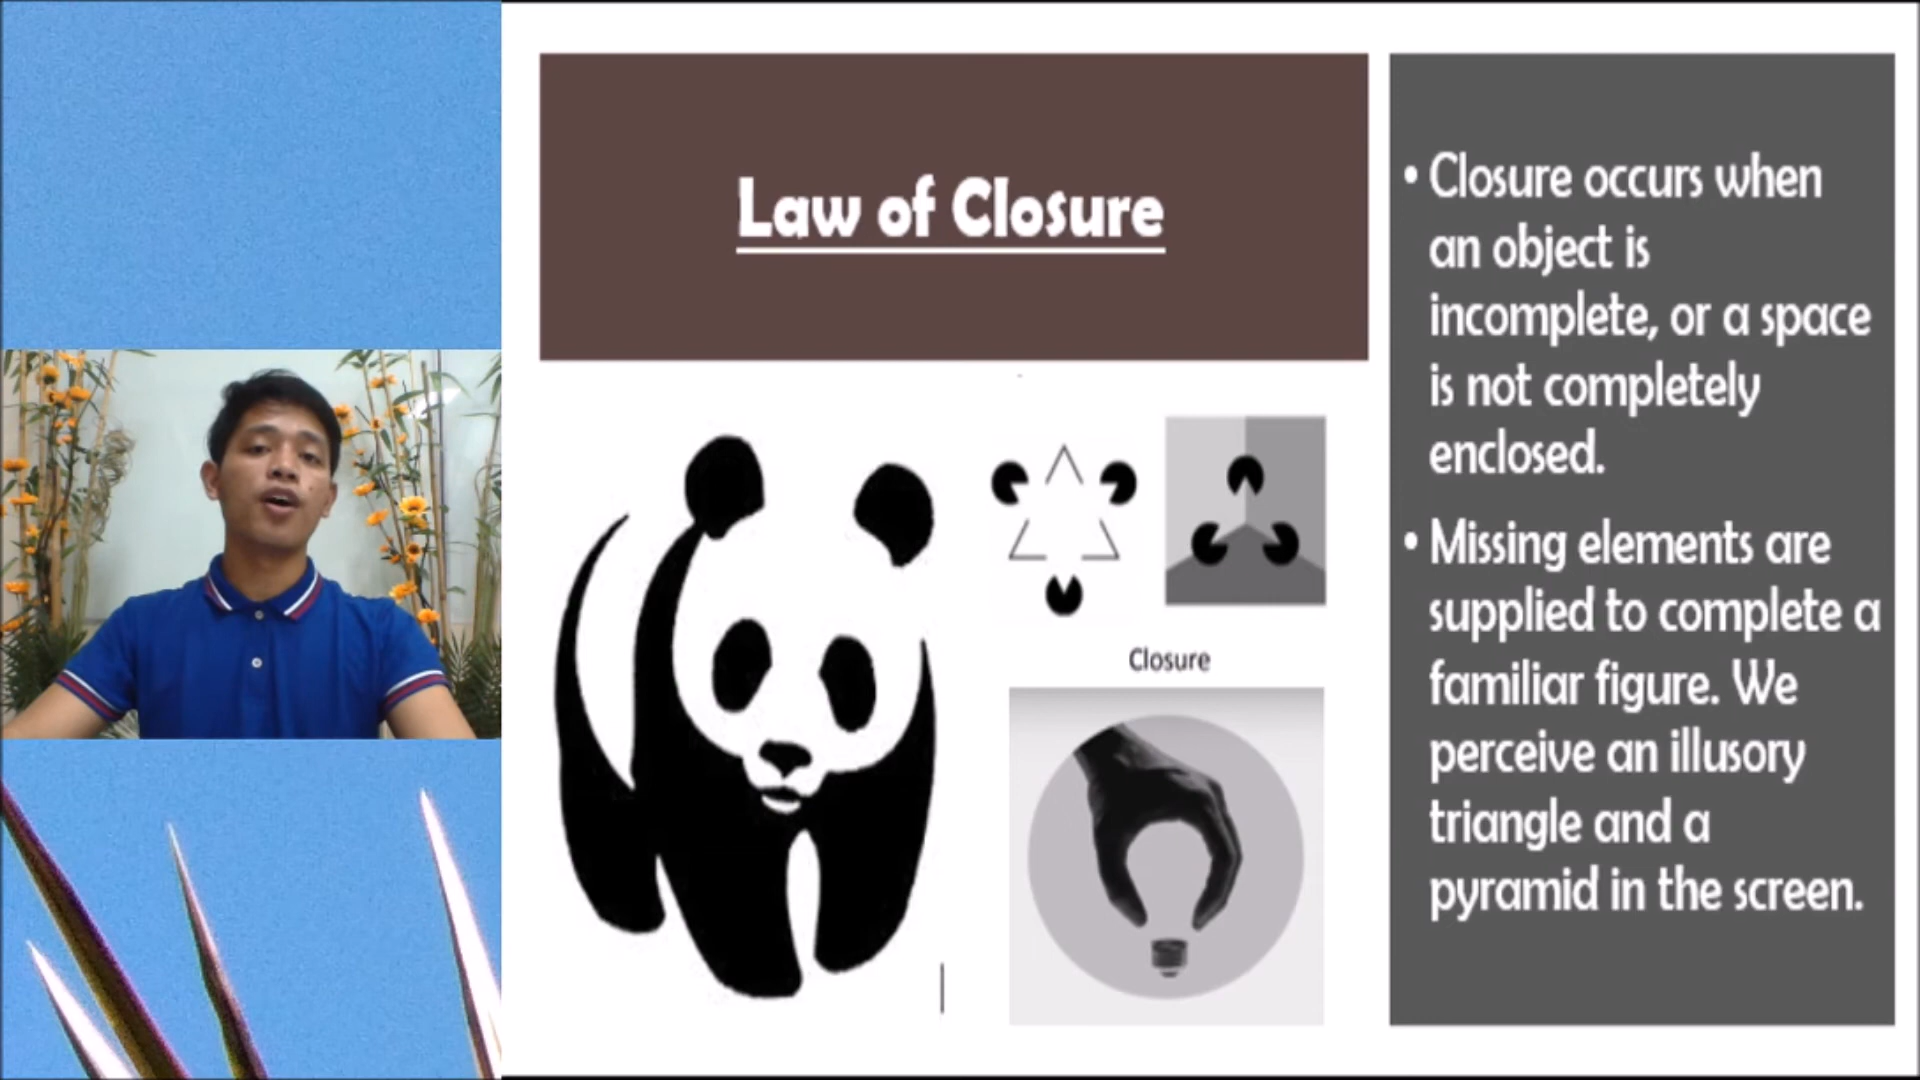 Law of Closure
Closure
• Closure occurs when
an object is
incomplete, or a space
is not completely
enclosed.
• Missing elements are
supplied to complete a
familiar figure. We
perceive an illusory
triangle and a
pyramid in the screen.